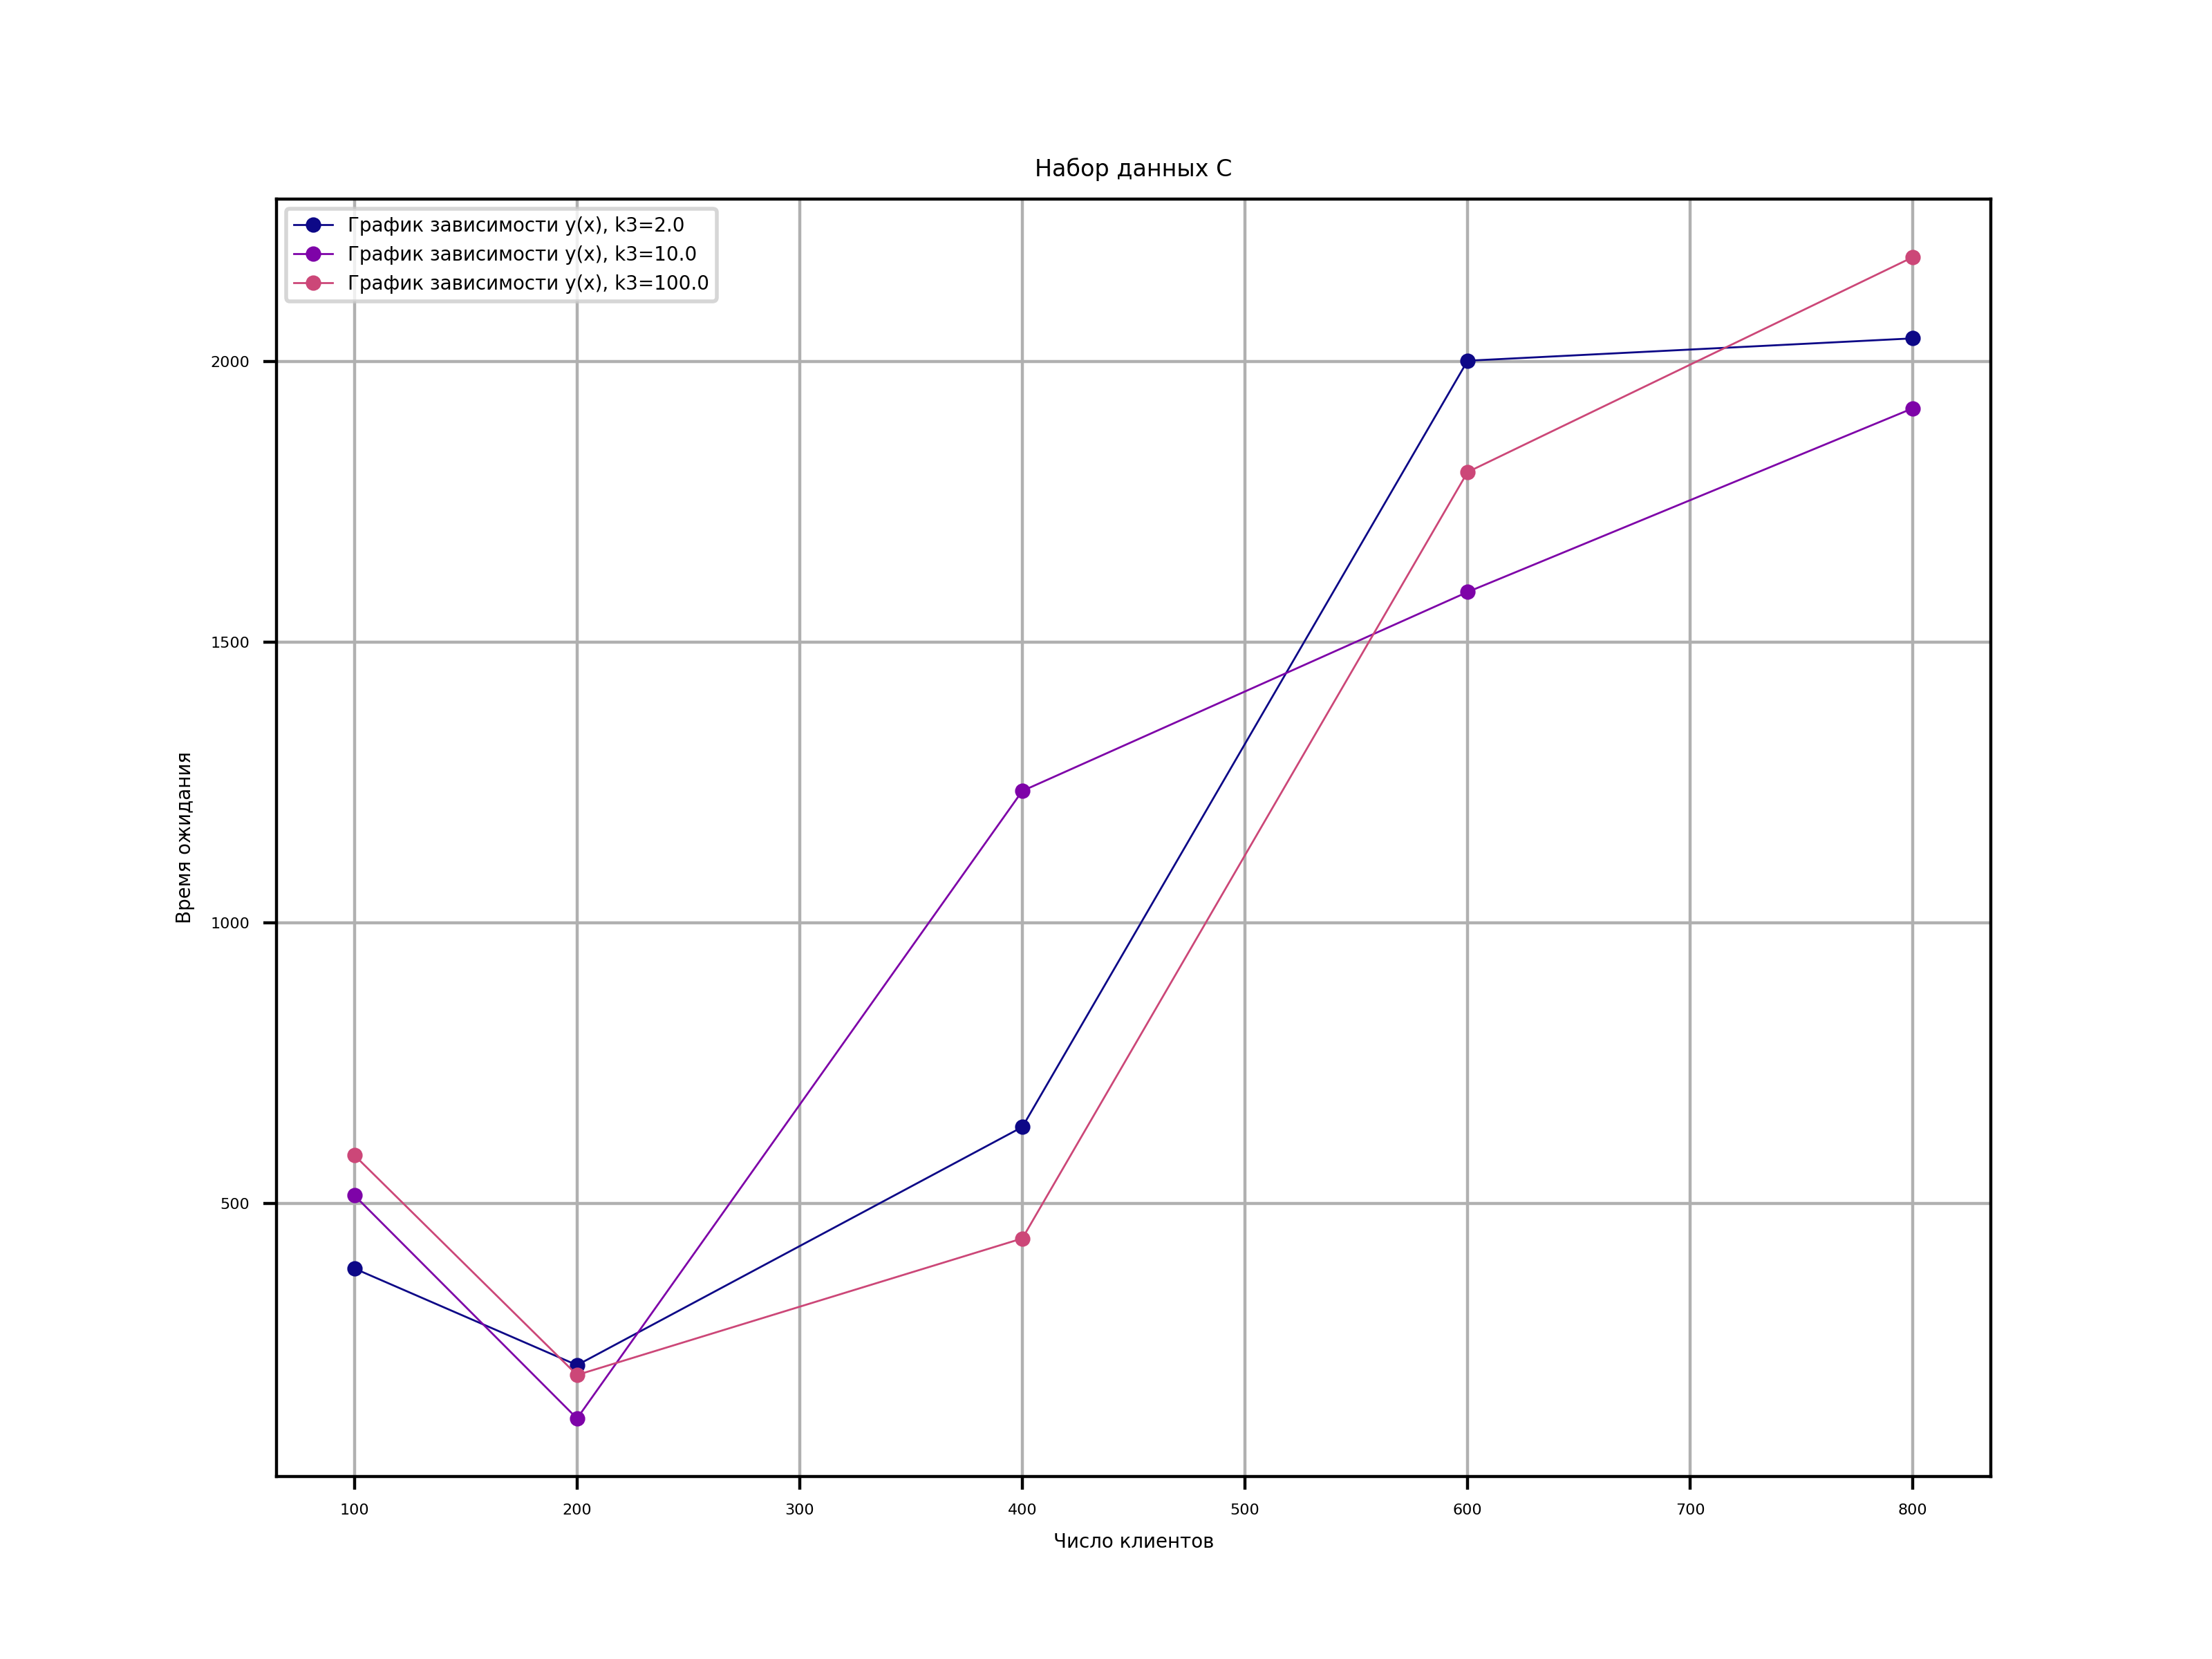 Набор данных C
График зависимости y(x), k3=2.0
График зависимости y(x), k3=10.0
График зависимости y(x), k3=100.0
2000
1500
1000
500
Время ожидания
100 200 300 400 500 600 700 800
Число клиентов